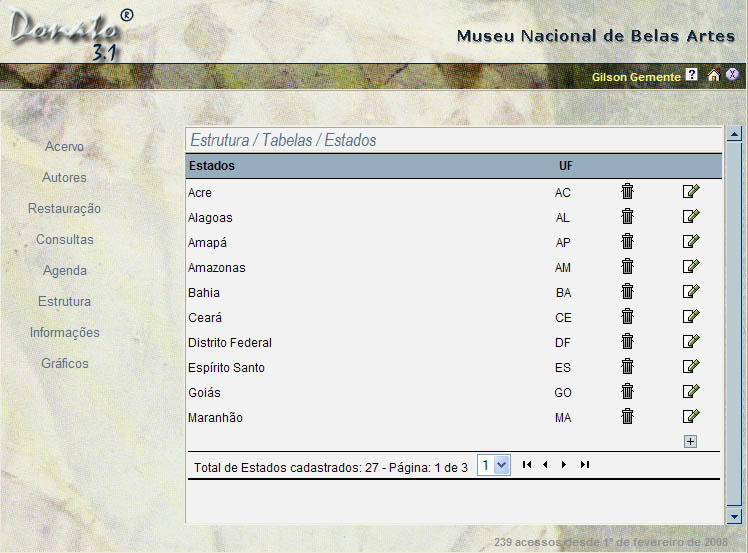 Donato®
3.1
Museu Nacional de Belas Artes
Gilson Gemente ?
Acervo
Autores
Restauração
Consultas
Agenda
Estrutura
Informações
Gráficos
Estrutura / Tabelas / Estados
Estados UF
Acre AC
Alagoas AL
Amapá AP
Amazonas AM
Bahia BA
Ceará CE
Distrito Federal DF
Espírito Santo ES
Goiás GO
Maranhão MA
Total de Estados cadastrados: 27 - Página: 1 de 3 1
239 acessos desde 1º de fevereiro de 2008